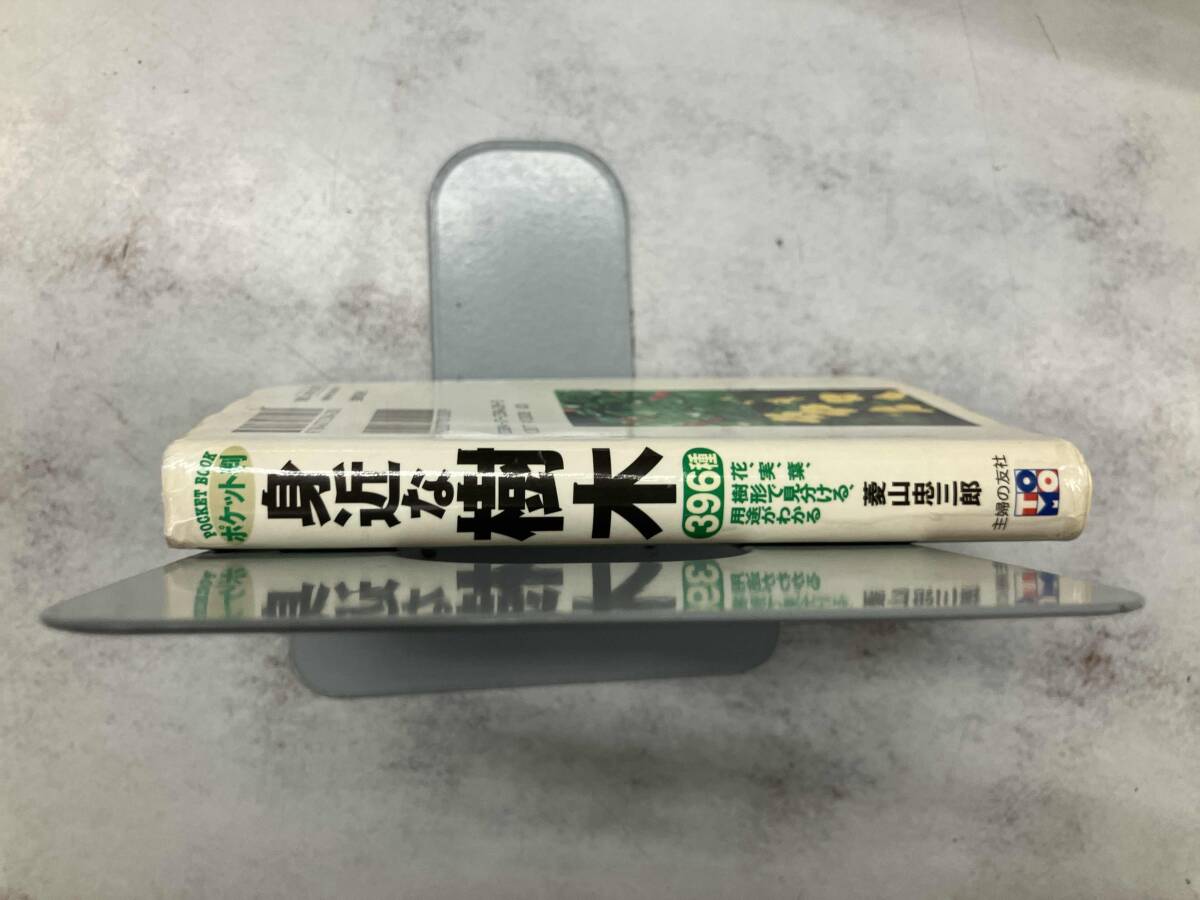 POCKET BOOK
ポケット判
身近な樹木
396種
花、実、葉、
樹形で見分ける、
用途がわかる
菱山忠三郎
主婦の友社
TOMO